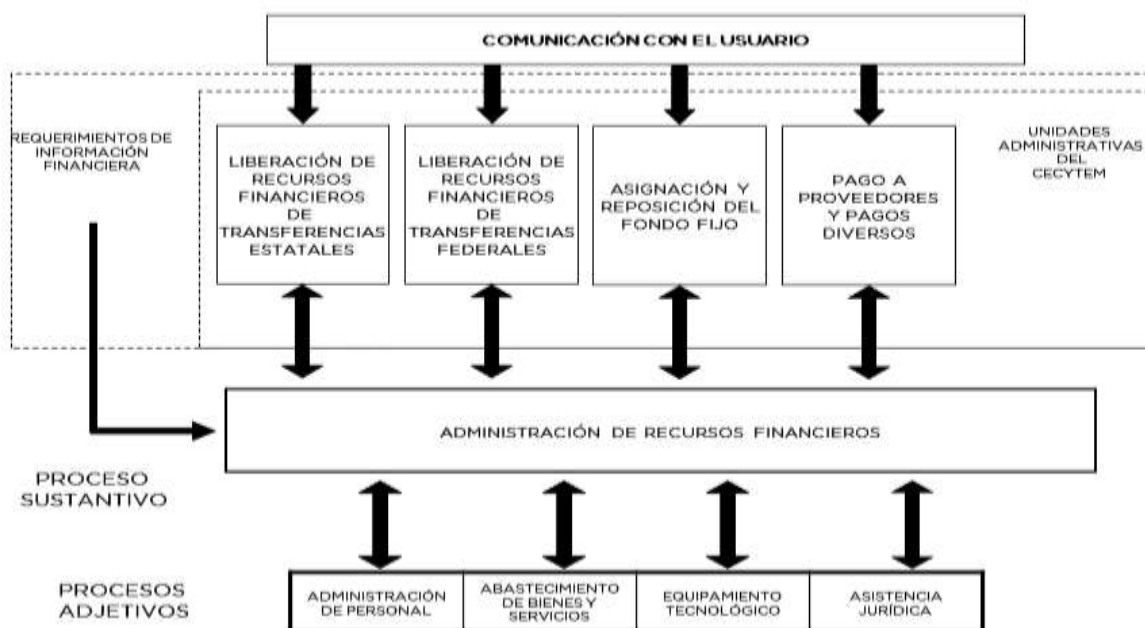 COMUNICACIÓN CON EL USUARIO
REQUERIMIENTOS DE
INFORMACIÓN
FINANCIERA
LIBERACIÓN DE
RECURSOS
FINANCIEROS
DE
TRANSFERENCIAS
ESTATALES
LIBERACIÓN DE
RECURSOS
FINANCIEROS
DE
TRANSFERENCIAS
FEDERALES
ASIGNACIÓN Y
REPOSICIÓN DEL
FONDO FIJO
PAGO A
PROVEEDORES
Y PAGOS
DIVERSOS
UNIDADES
ADMINISTRATIVAS
DEL
CECYTEM
ADMINISTRACIÓN DE RECURSOS FINANCIEROS
PROCESO
SUSTANTIVO
PROCESOS
ADJETIVOS
ADMINISTRACIÓN
DE PERSONAL
ABASTECIMIENTO
DE BIENES Y
SERVICIOS
EQUIPAMIENTO
TECNOLÓGICO
ASISTENCIA
JURÍDICA